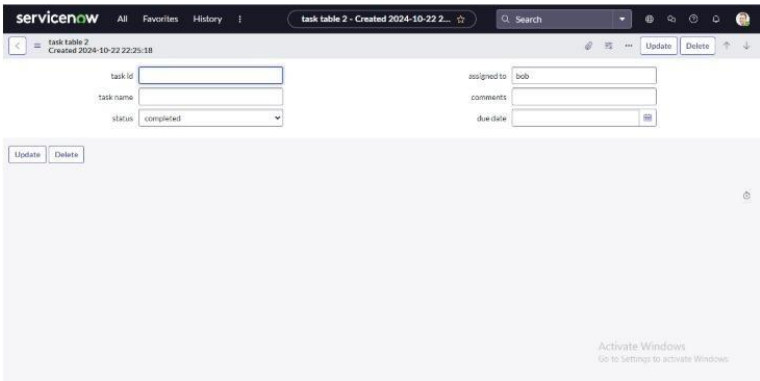 servicenow All Favorites History task table 2 - Created 2024-10-22 2... Search
task table 2
Created 2024-10-22 22:25:18
Update Delete
task id
assigned to bob
task name
comments
status completed
due date
Update Delete
Activate Windows
Go to Settings to activate Windows.